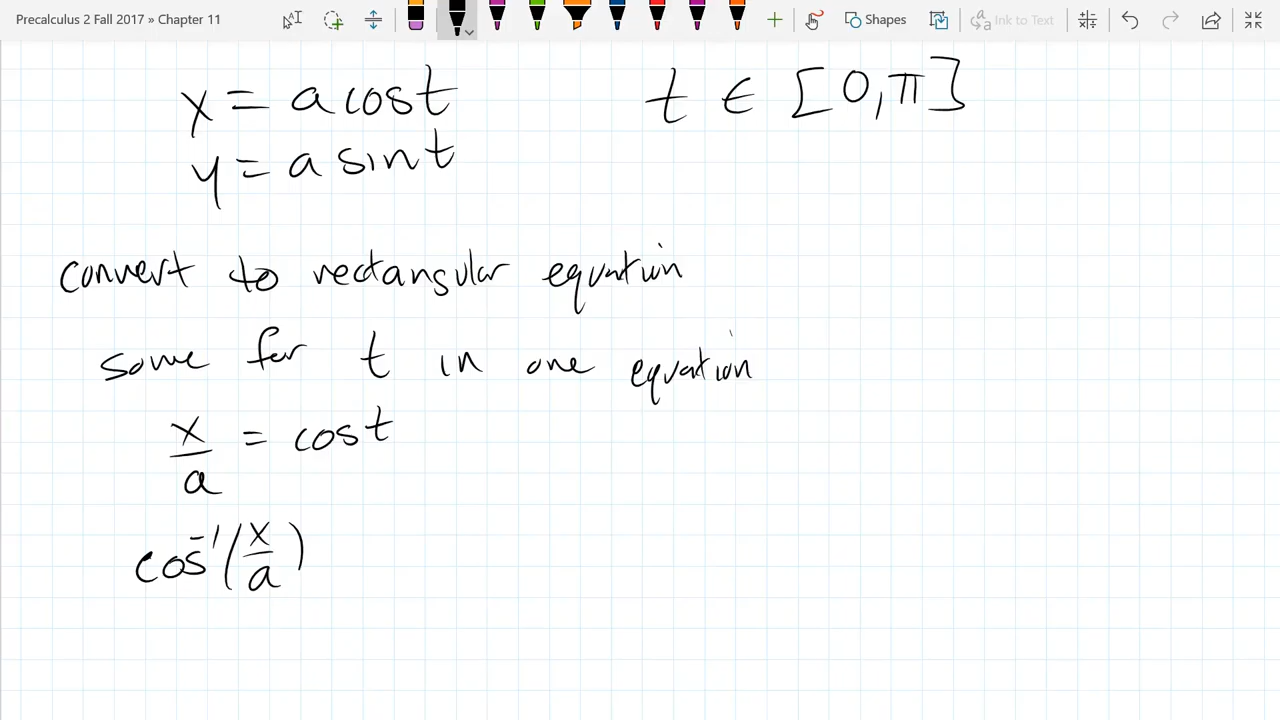 Precalculus 2 Fall 2017 » Chapter 11
Shapes
Ink to Text
x = a cos t t ∈ [0, π]
y = a sin t
convert to rectangular equation
some for t in one equation
x/a = cos t
cos⁻¹(x/a)